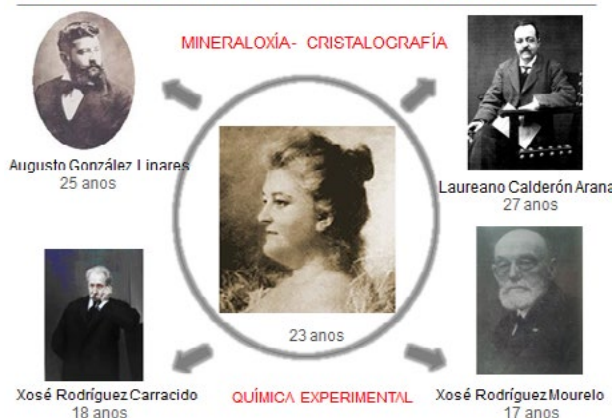 MINERALOXÍA- CRISTALOGRAFÍA
Augusto González Linares
25 anos
Laureano Calderón Arana
27 anos
23 anos
Xosé Rodríguez Carracido
18 anos
QUÍMICA EXPERIMENTAL
Xosé Rodríguez Mourelo
17 anos